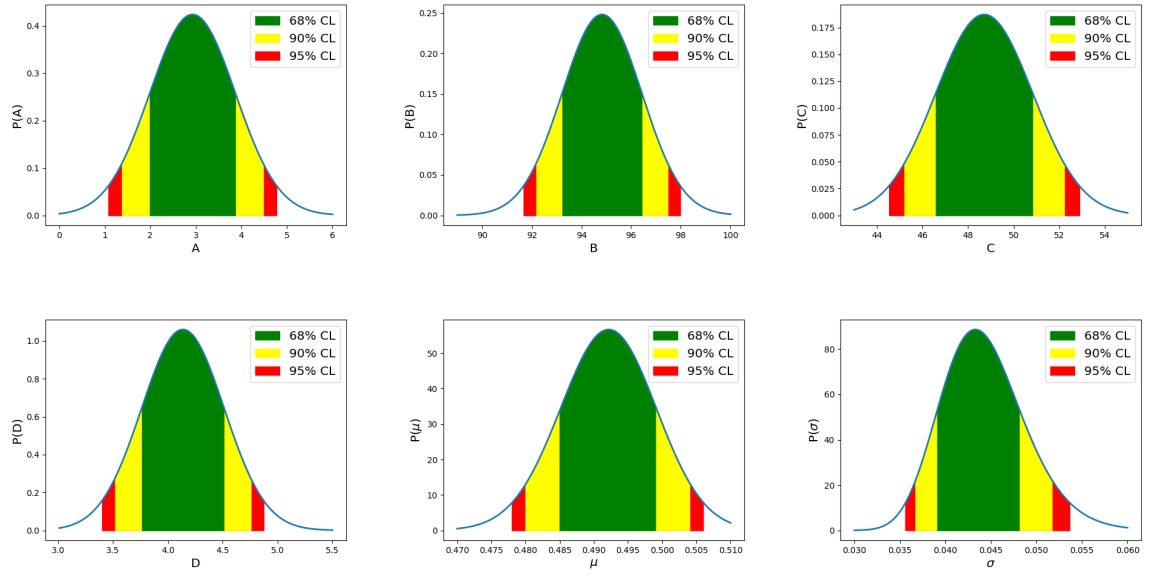 0.4
0.3
0.2
0.1
0.0
P(A)
68% CL
90% CL
95% CL
0 1 2 3 4 5 6
A
0.25
0.20
0.15
0.10
0.05
0.00
P(B)
68% CL
90% CL
95% CL
90 92 94 96 98 100
B
0.175
0.150
0.125
0.100
0.075
0.050
0.025
0.000
P(C)
68% CL
90% CL
95% CL
44 46 48 50 52 54
C
1.0
0.8
0.6
0.4
0.2
0.0
P(D)
68% CL
90% CL
95% CL
3.0 3.5 4.0 4.5 5.0 5.5
D
50
40
30
20
10
0
P(μ)
68% CL
90% CL
95% CL
0.470 0.475 0.480 0.485 0.490 0.495 0.500 0.505 0.510
μ
80
60
40
20
0
P(σ)
68% CL
90% CL
95% CL
0.030 0.035 0.040 0.045 0.050 0.055 0.060
σ